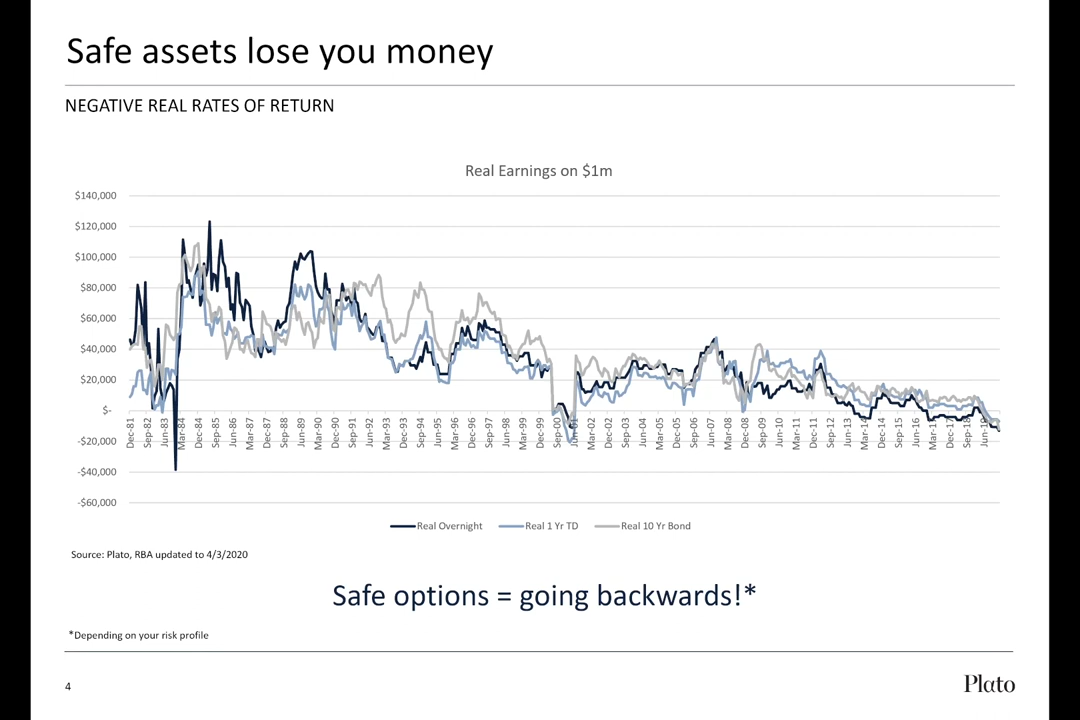 Safe assets lose you money
NEGATIVE REAL RATES OF RETURN
Real Earnings on $1m
$140,000
$120,000
$100,000
$80,000
$60,000
$40,000
$20,000
$-
-$20,000
-$40,000
-$60,000
Dec-81 Sep-82 Jun-83 Mar-84 Dec-84 Sep-85 Jun-86 Mar-87 Dec-87 Sep-88 Jun-89 Mar-90 Dec-90 Sep-91 Jun-92 Mar-93 Dec-93 Sep-94 Jun-95 Mar-96 Dec-96 Sep-97 Jun-98 Mar-99 Dec-99 Sep-00 Mar-02 Dec-02 Sep-03 Jun-04 Mar-05 Dec-05 Sep-06 Jun-07 Mar-08 Dec-08 Sep-09 Jun-10 Mar-11 Dec-11 Sep-12 Jun-13 Mar-14 Dec-14 Sep-15 Jun-16 Mar-17 Dec-17 Sep-18
Real Overnight Real 1 Yr TD Real 10 Yr Bond
Source: Plato, RBA updated to 4/3/2020
Safe options = going backwards!*
*Depending on your risk profile
4
Plato